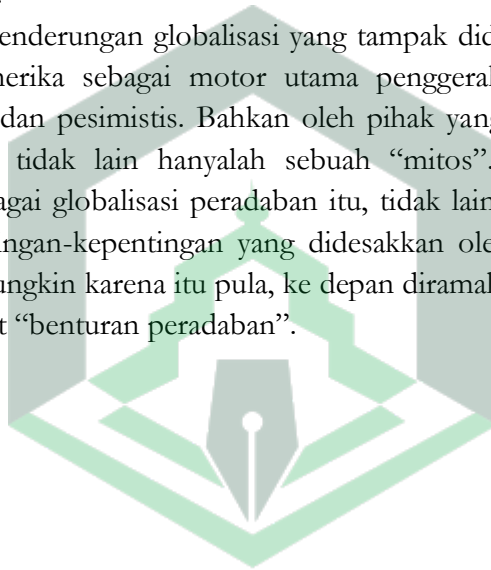 enderungan globalisasi yang tampak did
nerika sebagai motor utama penggeral
dan pesimistis. Bahkan oleh pihak yang
tidak lain hanyalah sebuah “mitos”.
agai globalisasi peradaban itu, tidak lain
ingan-kepentingan yang didesakkan ole
ungkin karena itu pula, ke depan diramal
t “benturan peradaban”.